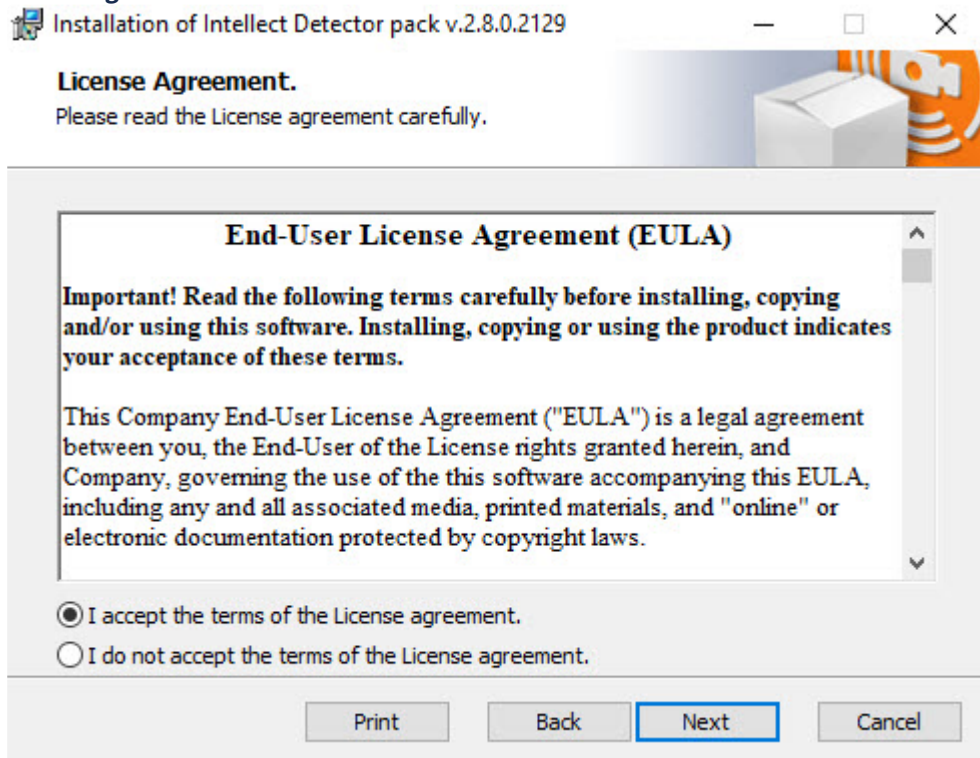 Installation of Intellect Detector pack v.2.8.0.2129
License Agreement.
Please read the License agreement carefully.
End-User License Agreement (EULA)
Important! Read the following terms carefully before installing, copying
and/or using this software. Installing, copying or using the product indicates
your acceptance of these terms.
This Company End-User License Agreement ("EULA") is a legal agreement
between you, the End-User of the License rights granted herein, and
Company, governing the use of the this software accompanying this EULA,
including any and all associated media, printed materials, and "online" or
electronic documentation protected by copyright laws.
I accept the terms of the License agreement.
I do not accept the terms of the License agreement.
Print Back Next Cancel